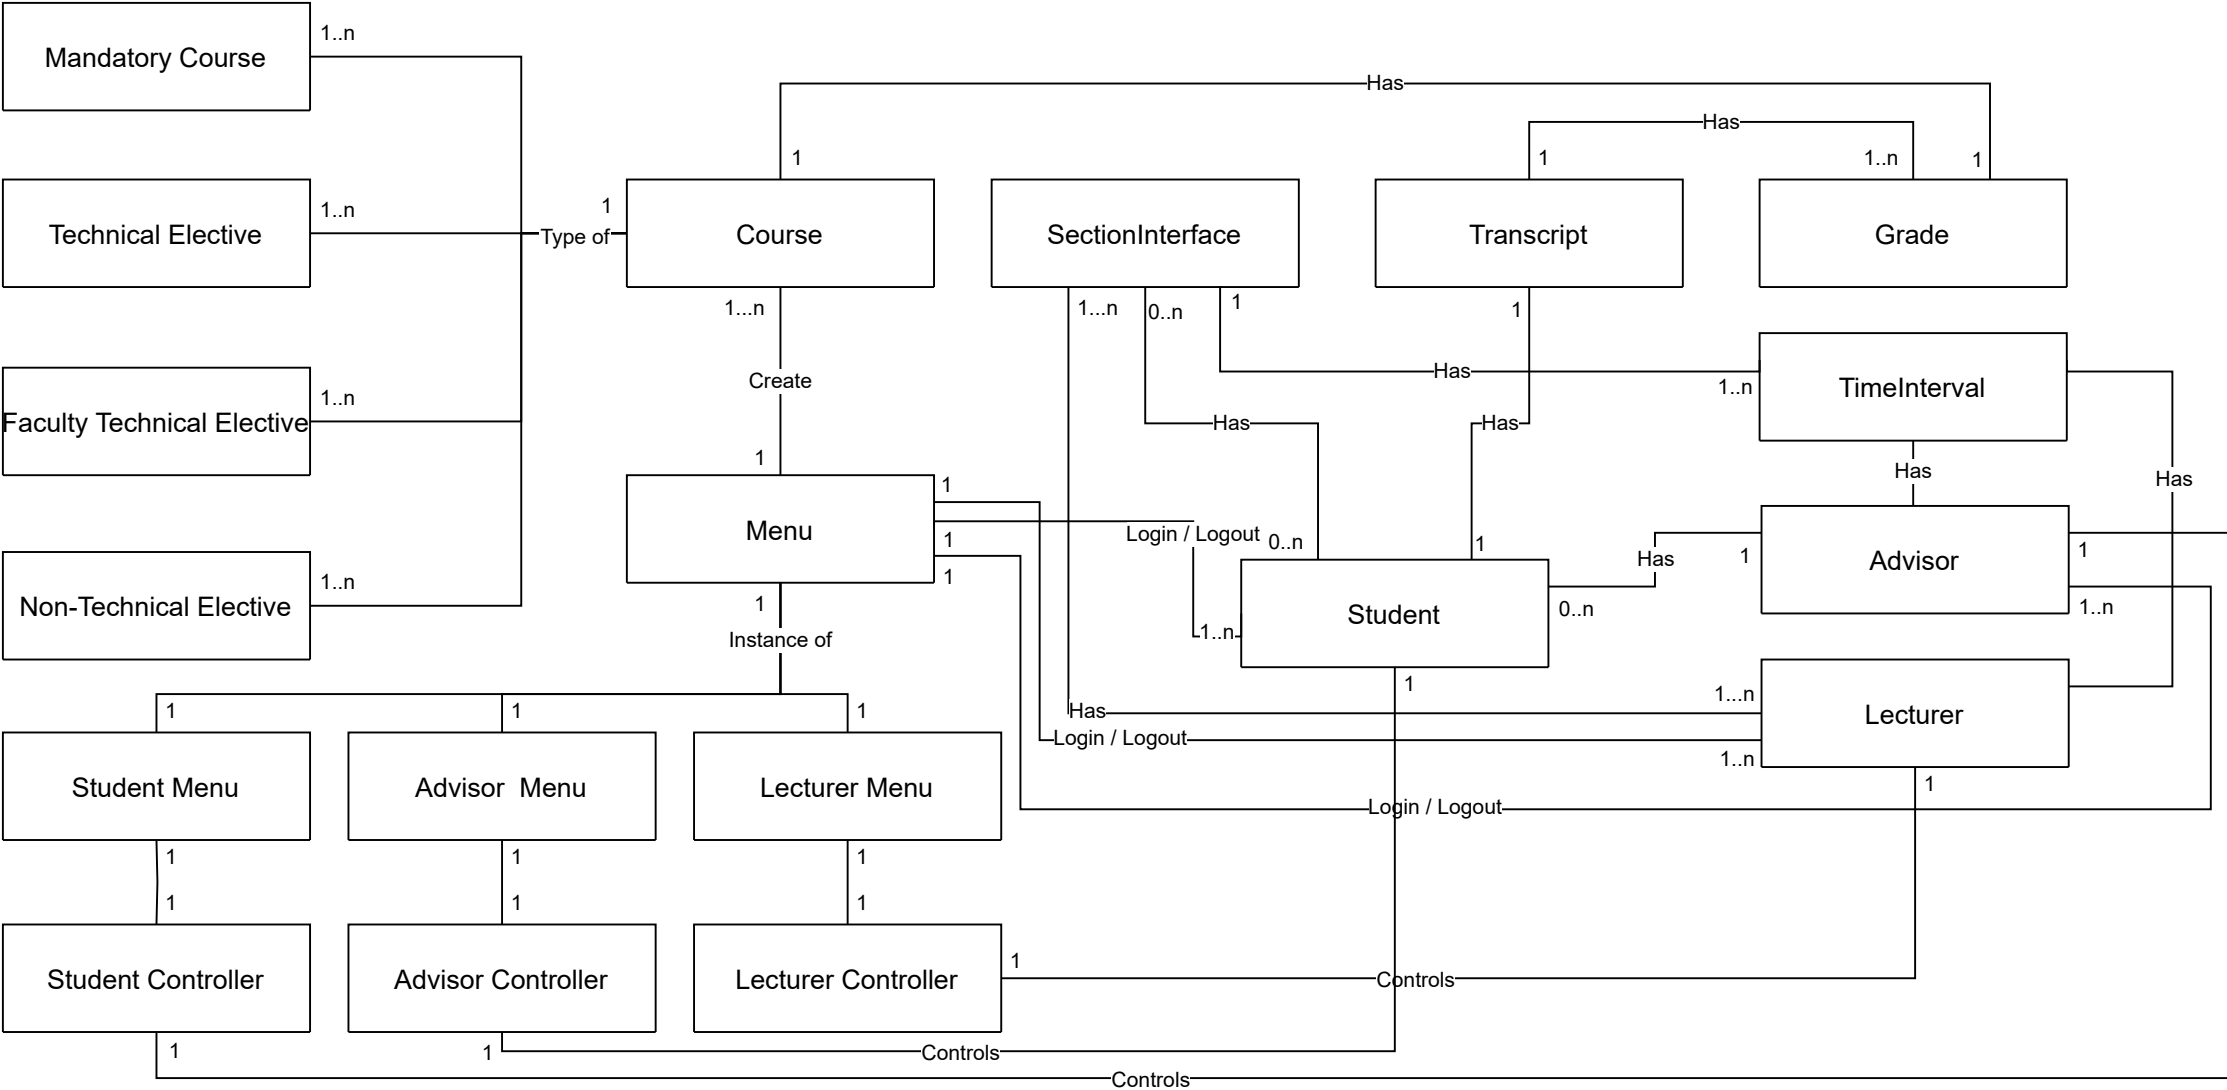 1..n
Mandatory Course
Has
Has
1
1
1..n
1
1..n
1
Technical Elective
Type of
Course
SectionInterface
Transcript
Grade
1...n
1...n
0..n
1
1
Create
Has
1..n
TimeInterval
1..n
Faculty Technical Elective
Has
Has
1
Has
Has
1
Menu
Login / Logout
1
0..n
1
Has
1
Advisor
1
1..n
1
1
Instance of
1..n
Student
0..n
1..n
Non-Technical Elective
1
1
1
Has
1
1...n
Lecturer
Login / Logout
1..n
Student Menu
Advisor  Menu
Lecturer Menu
1
Login / Logout
1
1
1
1
1
1
Student Controller
Advisor Controller
Lecturer Controller
1
Controls
1
1
Controls
Controls